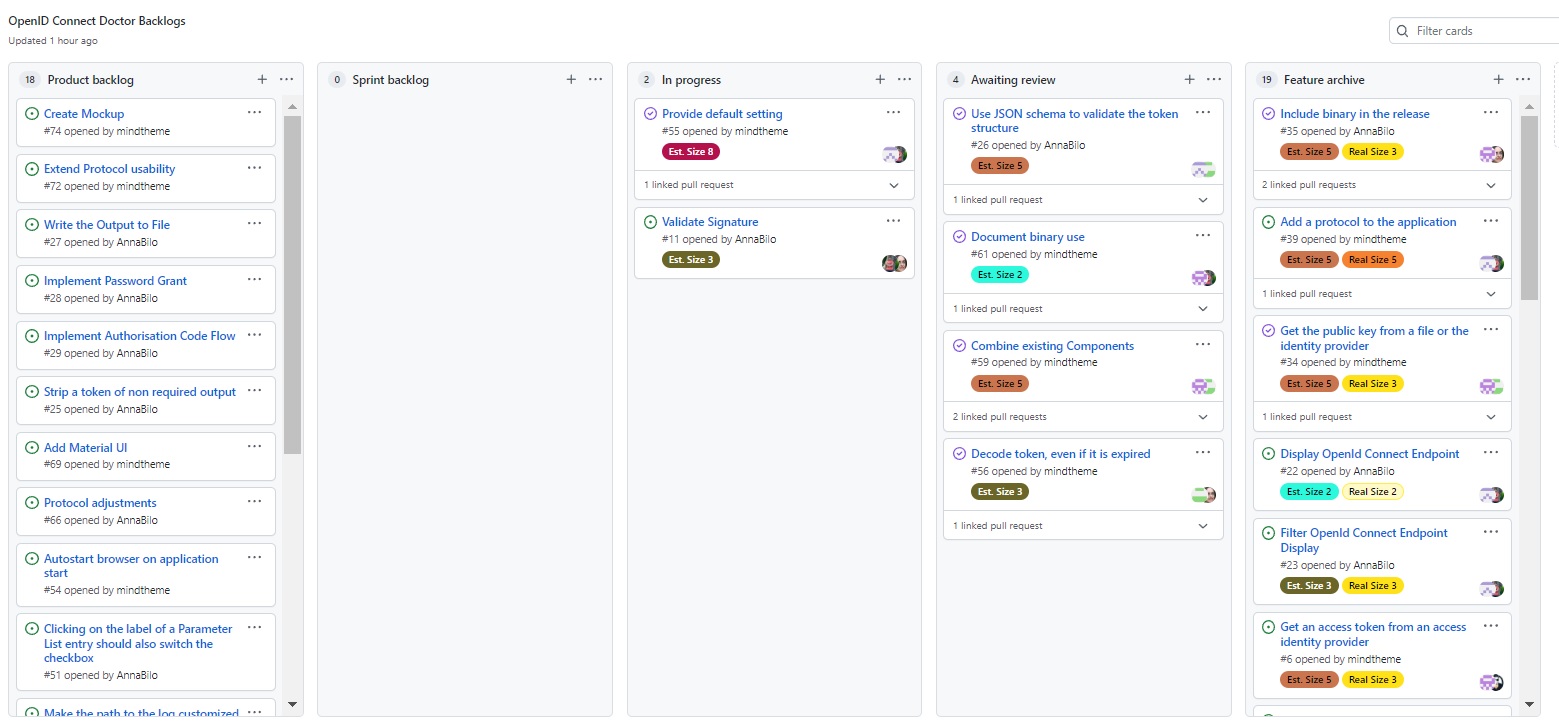 OpenID Connect Doctor Backlogs
Updated 1 hour ago
Filter cards
18 Product backlog
Create Mockup
#74 opened by mindtheme
Extend Protocol usability
#72 opened by mindtheme
Write the Output to File
#27 opened by AnnaBilo
Implement Password Grant
#28 opened by AnnaBilo
Implement Authorisation Code Flow
#29 opened by AnnaBilo
Strip a token of non required output
#25 opened by AnnaBilo
Add Material UI
#69 opened by mindtheme
Protocol adjustments
#66 opened by AnnaBilo
Autostart browser on application
start
#54 opened by mindtheme
Clicking on the label of a Parameter
List entry should also switch the
checkbox
#51 opened by AnnaBilo
Make the path to the log customized
0 Sprint backlog
2 In progress
Provide default setting
#55 opened by mindtheme
Est. Size 8
1 linked pull request
Validate Signature
#11 opened by AnnaBilo
Est. Size 3
4 Awaiting review
Use JSON schema to validate the token
structure
#26 opened by AnnaBilo
Est. Size 5
1 linked pull request
Document binary use
#61 opened by mindtheme
Est. Size 2
1 linked pull request
Combine existing Components
#59 opened by mindtheme
Est. Size 5
2 linked pull requests
Decode token, even if it is expired
#56 opened by mindtheme
Est. Size 3
1 linked pull request
19 Feature archive
Include binary in the release
#35 opened by AnnaBilo
Est. Size 5 Real Size 3
2 linked pull requests
Add a protocol to the application
#39 opened by mindtheme
Est. Size 5 Real Size 5
1 linked pull request
Get the public key from a file or the
identity provider
#34 opened by mindtheme
Est. Size 5 Real Size 3
1 linked pull request
Display OpenId Connect Endpoint
#22 opened by AnnaBilo
Est. Size 2 Real Size 2
Filter OpenId Connect Endpoint
Display
#23 opened by AnnaBilo
Est. Size 3 Real Size 3
Get an access token from an access
identity provider
#6 opened by mindtheme
Est. Size 5 Real Size 3